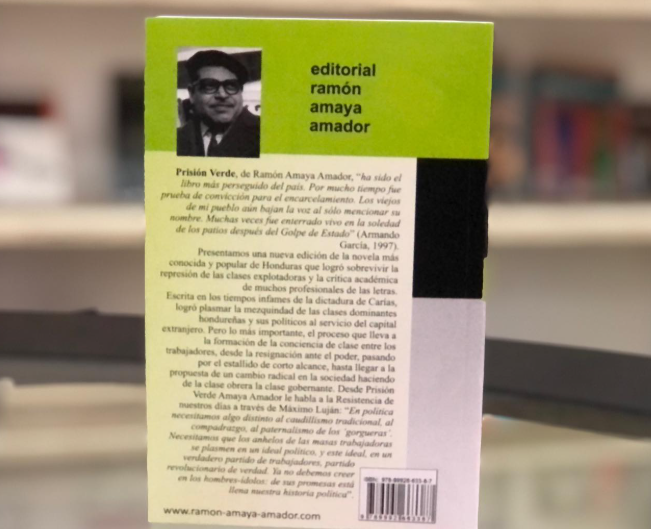 editorial
ramón
amaya
amador
Prisión Verde, de Ramón Amaya Amador, "ha sido el
libro más perseguido del país. Por mucho tiempo fue
prueba de convicción para el encarcelamiento. Los viejos
de mi pueblo aún bajan la voz al sólo mencionar su
nombre. Muchas veces fue enterrado vivo en la soledad
de los patios después del Golpe de Estado" (Armando
García, 1997).
Presentamos una nueva edición de la novela más
conocida y popular de Honduras que logró sobrevivir la
represión de las clases explotadoras y la crítica académica
de muchos profesionales de las letras.
Escrita en los tiempos infames de la dictadura de Carías,
logró plasmar la mezquindad de las clases dominantes
hondureñas y sus políticos al servicio del capital
extranjero. Pero lo más importante, el proceso que lleva a
la formación de la conciencia de clase entre los
trabajadores, desde la resignación ante el poder, pasando
por el estallido de corto alcance, hasta llegar a la
propuesta de un cambio radical en la sociedad haciendo
de la clase obrera la clase gobernante. Desde Prisión
Verde Amaya Amador le habla a la Resistencia de
nuestros días a través de Máximo Luján: "En política
necesitamos algo distinto al caudillismo tradicional, al
compadrazgo, al paternalismo de los 'gorgueras'.
Necesitamos que los anhelos de las masas trabajadoras
se plasmen en un ideal político, y este ideal, en un
verdadero partido de trabajadores, partido
revolucionario de verdad. Ya no debemos creer
en los hombres-ídolos: de sus promesas está
llena nuestra historia política".
www.ramon-amaya-amador.com